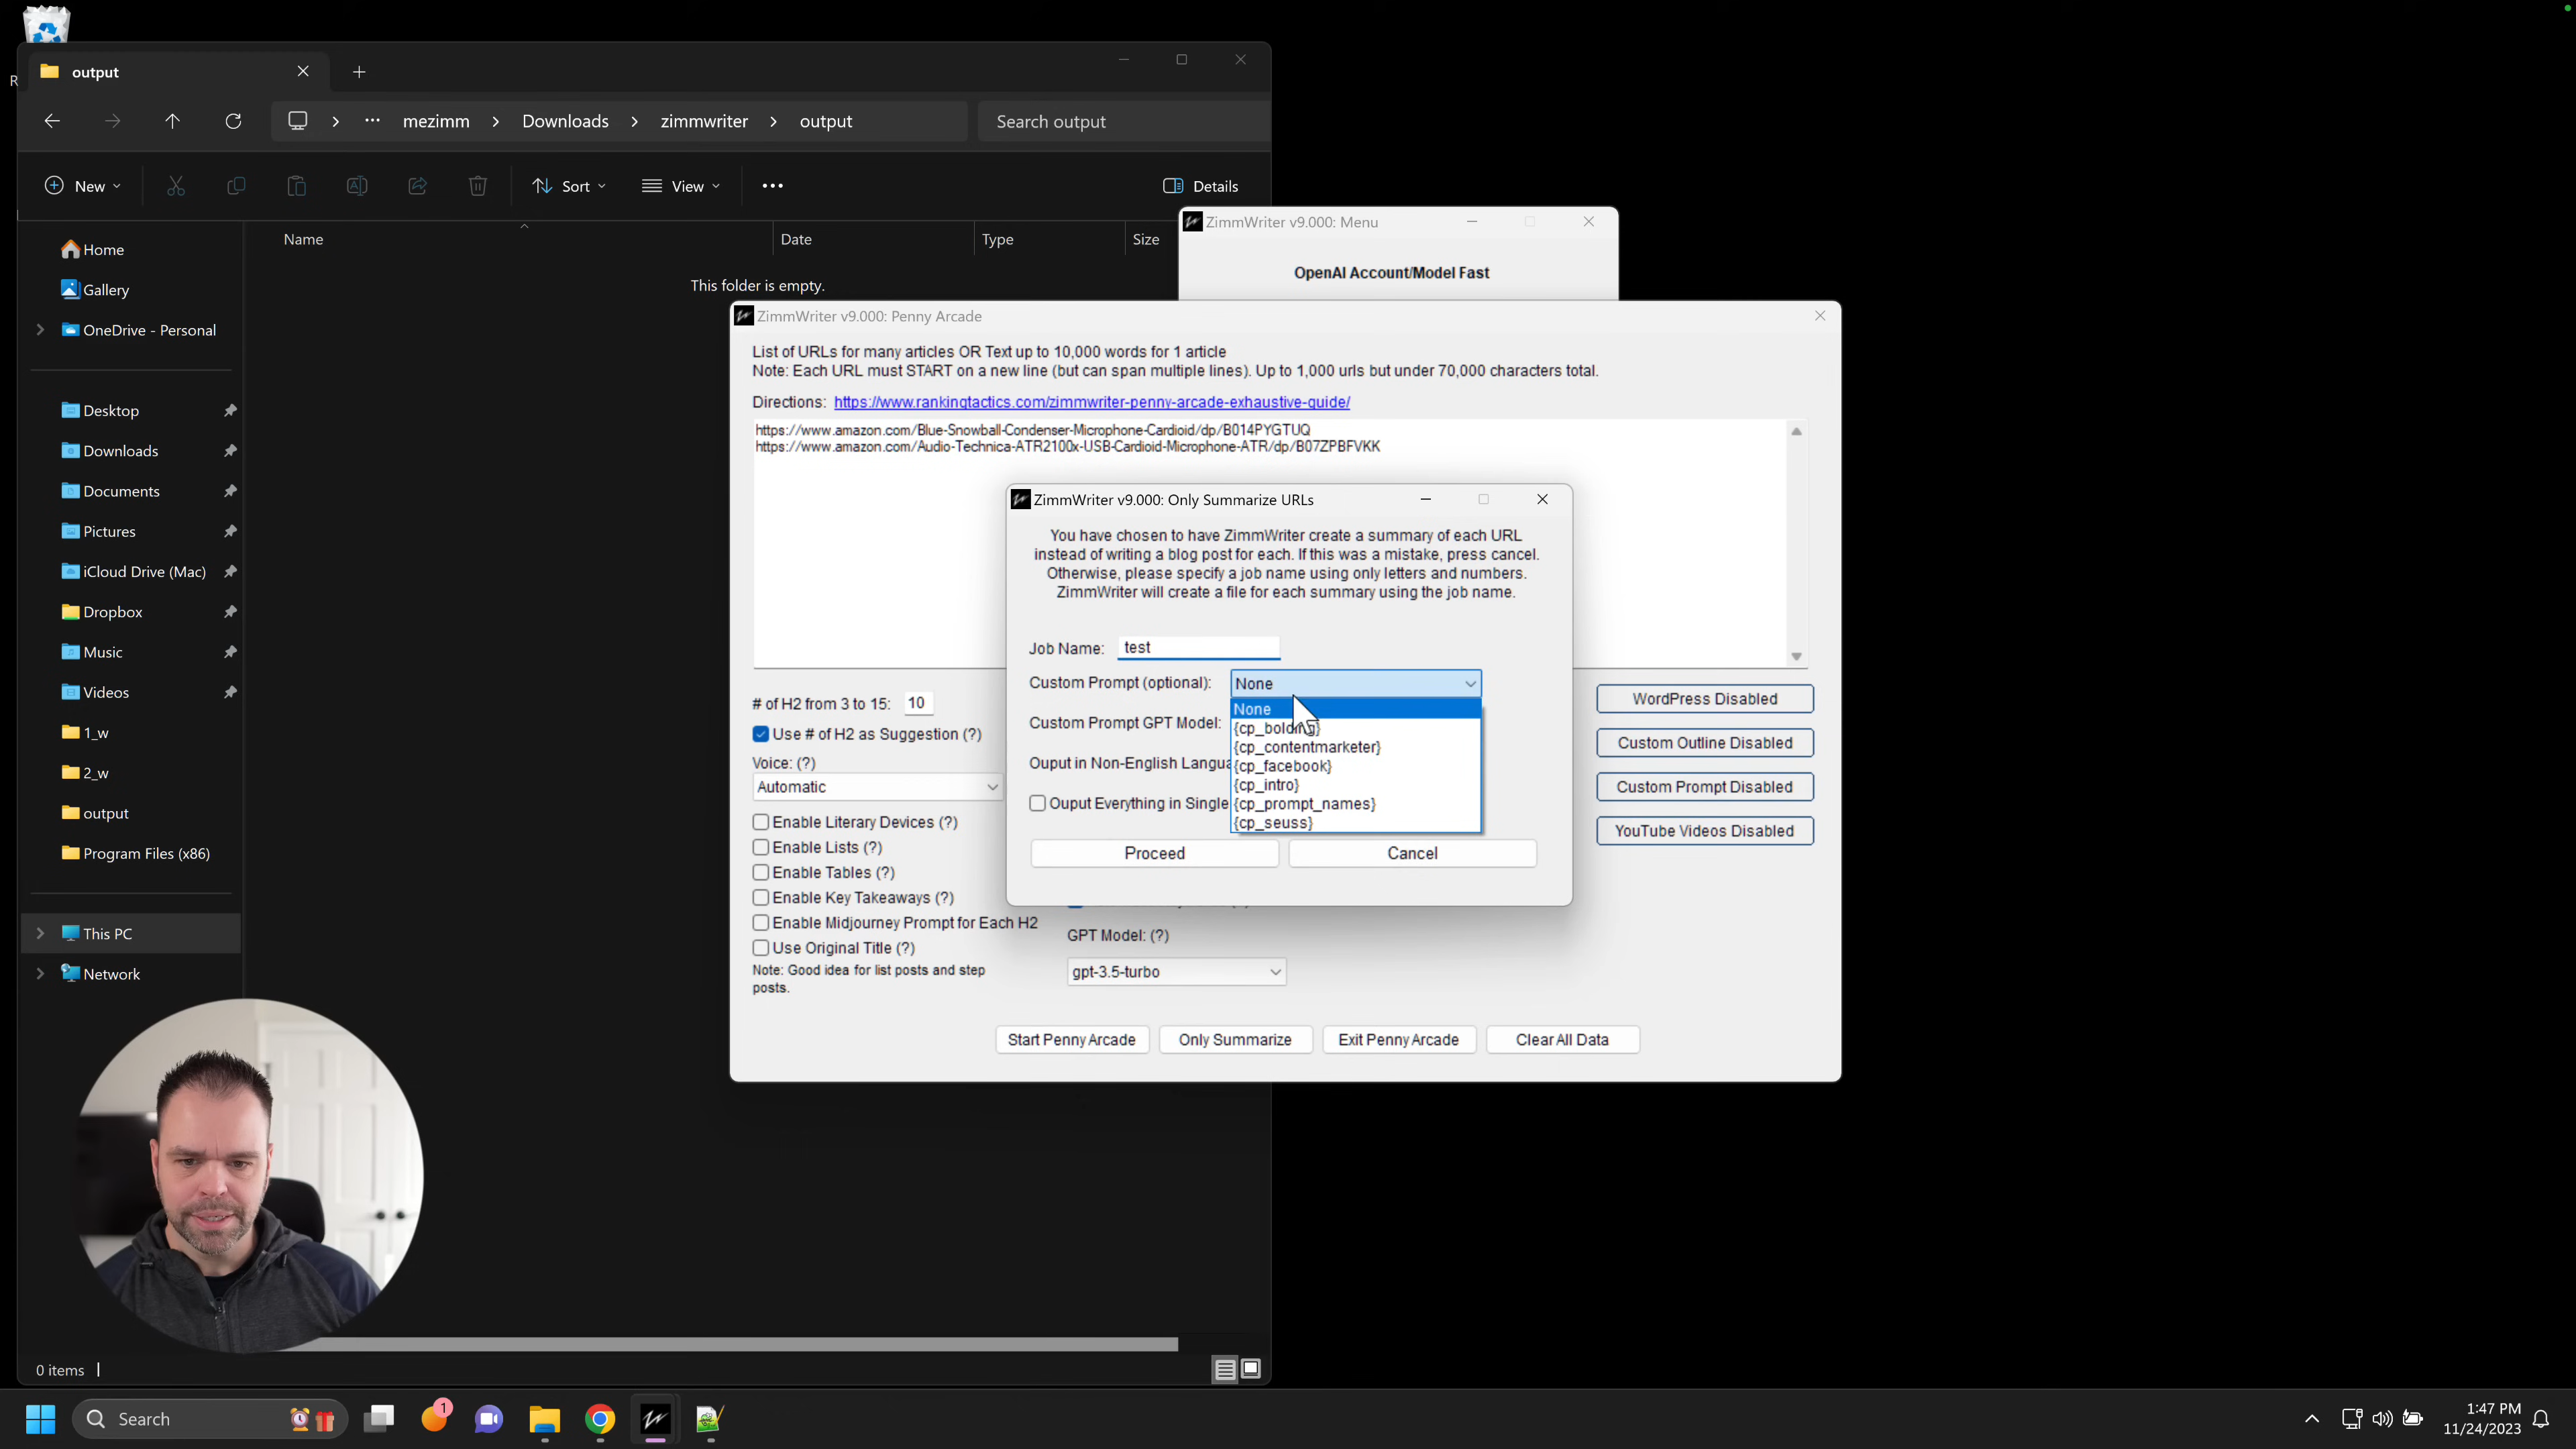 output
mezimm
Downloads
zimmwriter
output
Search output
New
Sort
View
Details
Name
Date
Type
Size
This folder is empty.
Home
Gallery
OneDrive - Personal
Desktop
Downloads
Documents
Pictures
iCloud Drive (Mac)
Dropbox
Music
Videos
1_w
2_w
output
Program Files (x86)
This PC
Network
0 items
ZimmWriter v9.000: Menu
OpenAI Account/Model Fast
ZimmWriter v9.000: Penny Arcade
List of URLs for many articles OR Text up to 10,000 words for 1 article
Note: Each URL must START on a new line (but can span multiple lines). Up to 1,000 urls but under 70,000 characters total.
Directions: https://www.rankingtactics.com/zimmwriter-penny-arcade-exhaustive-guide/
https://www.amazon.com/Blue-Snowball-Condenser-Microphone-Cardioid/dp/B014PYGTUQ
https://www.amazon.com/Audio-Technica-ATR2100x-USB-Cardioid-Microphone-ATR/dp/B07ZPBFVKK
ZimmWriter v9.000: Only Summarize URLs
You have chosen to have ZimmWriter create a summary of each URL
instead of writing a blog post for each. If this was a mistake, press cancel.
Otherwise, please specify a job name using only letters and numbers.
ZimmWriter will create a file for each summary using the job name.
Job Name: test
Custom Prompt (optional): None
None
{cp_bolding}
{cp_contentmarketer}
{cp_facebook}
{cp_intro}
{cp_prompt_names}
{cp_seuss}
Custom Prompt GPT Model:
Ouput in Non-English
Ouput Everything in Single
Proceed
Cancel
# of H2 from 3 to 15: 10
Use # of H2 as Suggestion (?)
Voice: (?)
Automatic
Enable Literary Devices (?)
Enable Lists (?)
Enable Tables (?)
Enable Key Takeaways (?)
Enable Midjourney Prompt for Each H2
Use Original Title (?)
Note: Good idea for list posts and step
posts.
GPT Model: (?)
gpt-3.5-turbo
WordPress Disabled
Custom Outline Disabled
Custom Prompt Disabled
YouTube Videos Disabled
Start Penny Arcade
Only Summarize
Exit Penny Arcade
Clear All Data
Search
1
1:47 PM
11/24/2023